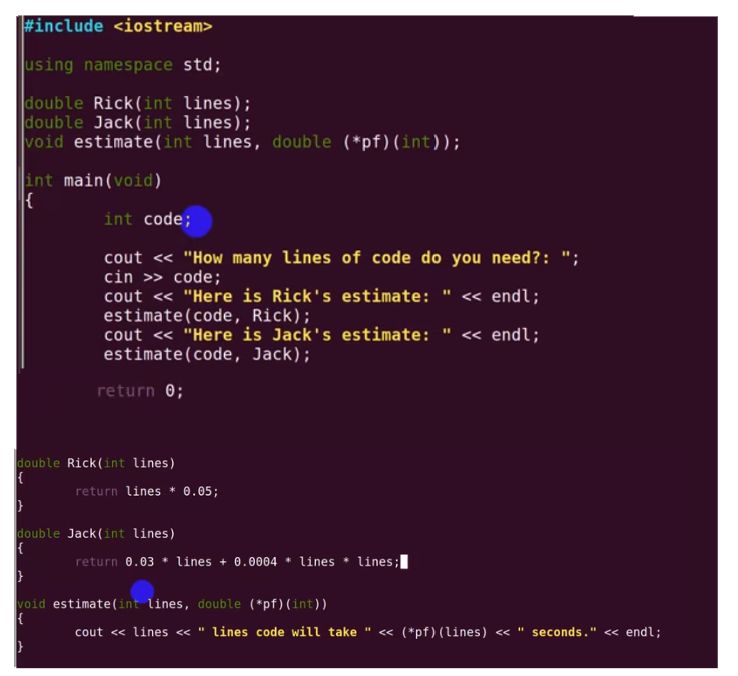 #include <iostream>
using namespace std;
double Rick(int lines);
double Jack(int lines);
void estimate(int lines, double (*pf)(int));
int main(void)
{
int code;
cout << "How many lines of code do you need?: ";
cin >> code;
cout << "Here is Rick's estimate: " << endl;
estimate(code, Rick);
cout << "Here is Jack's estimate: " << endl;
estimate(code, Jack);
return 0;
double Rick(int lines)
{
return lines * 0.05;
}
double Jack(int lines)
{
return 0.03 * lines + 0.0004 * lines * lines;
}
void estimate(int lines, double (*pf)(int))
{
cout << lines << " lines code will take " << (*pf)(lines) << " seconds." << endl;
}